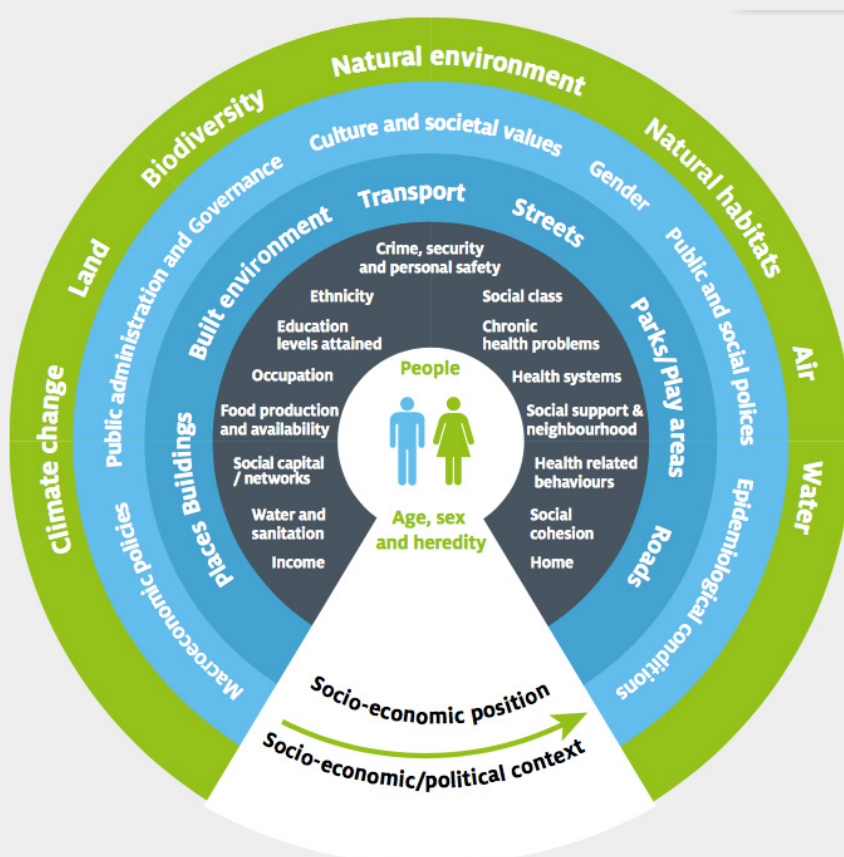 Natural environment
Biodiversity
Natural habitats
Land
Air
Climate change
Water
Culture and societal values
Gender
Public administration and Governance
Public and social polices
Macroeconomic policies
Epidemiological conditions
Transport
Streets
Built environment
Parks/Play areas
Places Buildings
Roads
Crime, security
and personal safety
Ethnicity
Social class
Education
levels attained
Chronic
health problems
Occupation
Health systems
Food production
and availability
Social support &
neighbourhood
Social capital
/ networks
Health related
behaviours
Water and
sanitation
Social
cohesion
Income
Home
People
Age, sex
and heredity
Socio-economic position
Socio-economic/political context